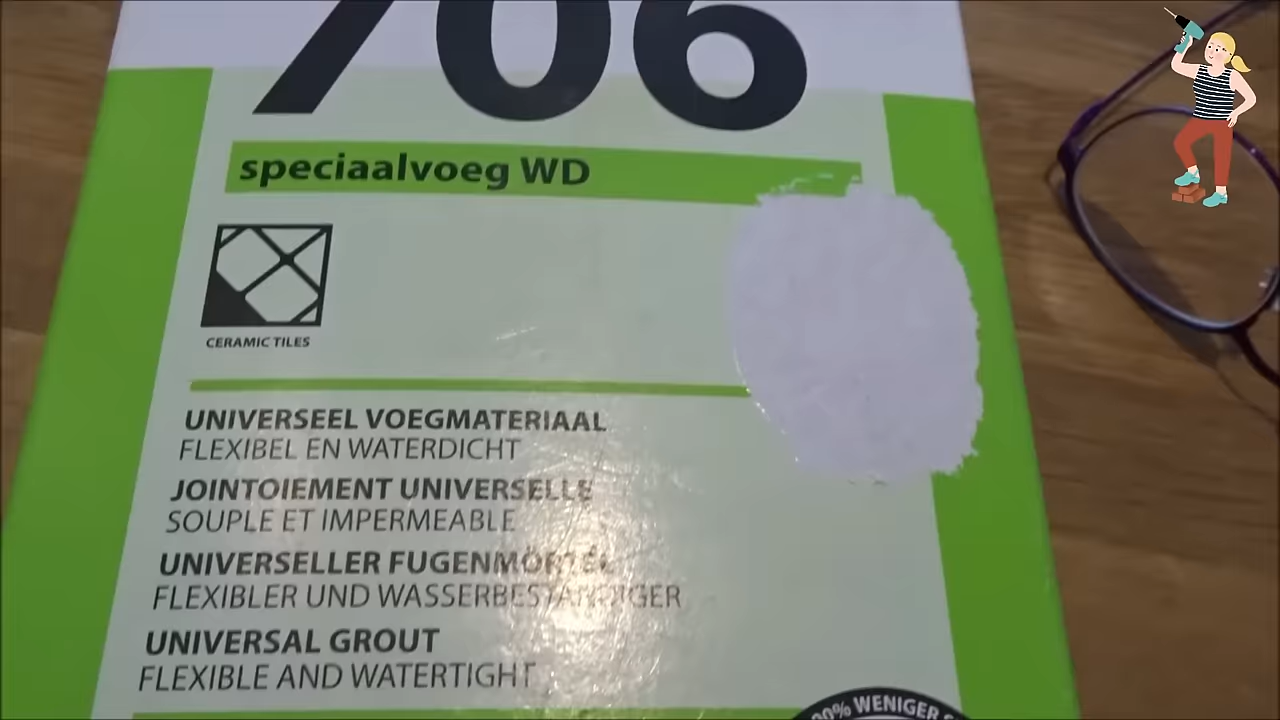 706
speciaalvoeg WD
CERAMIC TILES
UNIVERSEEL VOEGMATERIAAL
FLEXIBEL EN WATERDICHT
JOINTOIEMENT UNIVERSELLE
SOUPLE ET IMPERMEABLE
UNIVERSELLER FUGENMÖRTEL
FLEXIBLER UND WASSERBESTÄNDIGER
UNIVERSAL GROUT
FLEXIBLE AND WATERTIGHT
WENIGER